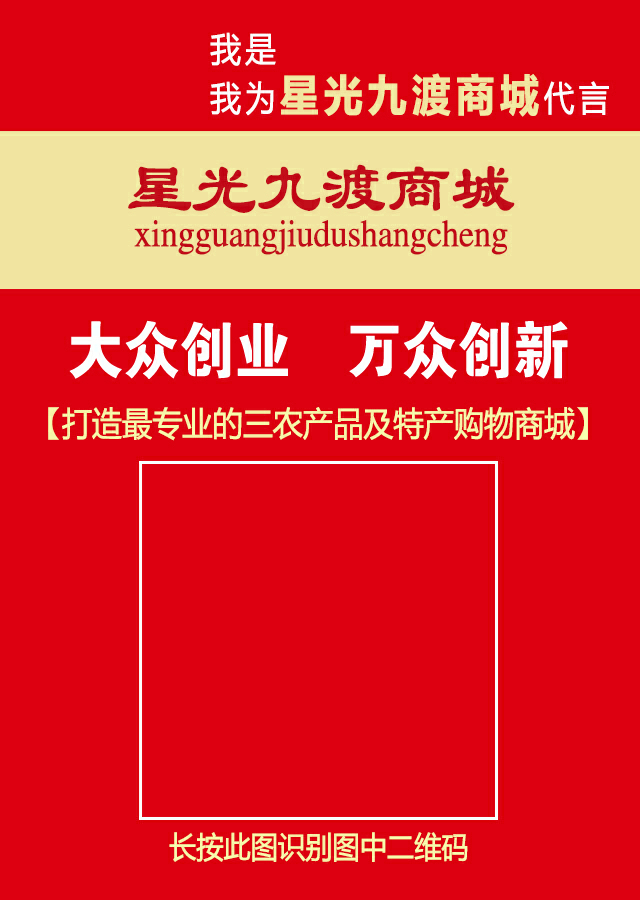 我是
我为星光九渡商城代言
星光九渡商城
xingguangjiudushangcheng
大众创业 万众创新
【打造最专业的三农产品及特产购物商城】
长按此图识别图中二维码